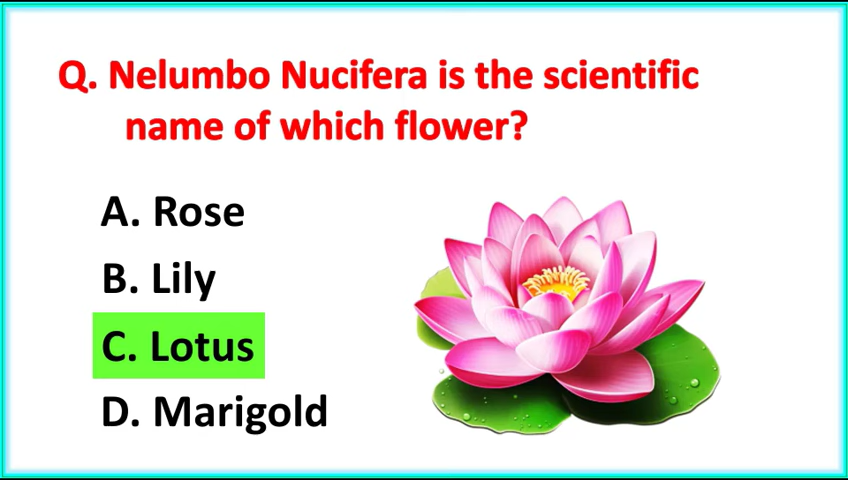 Q. Nelumbo Nucifera is the scientific
name of which flower?
A. Rose
B. Lily
C. Lotus
D. Marigold